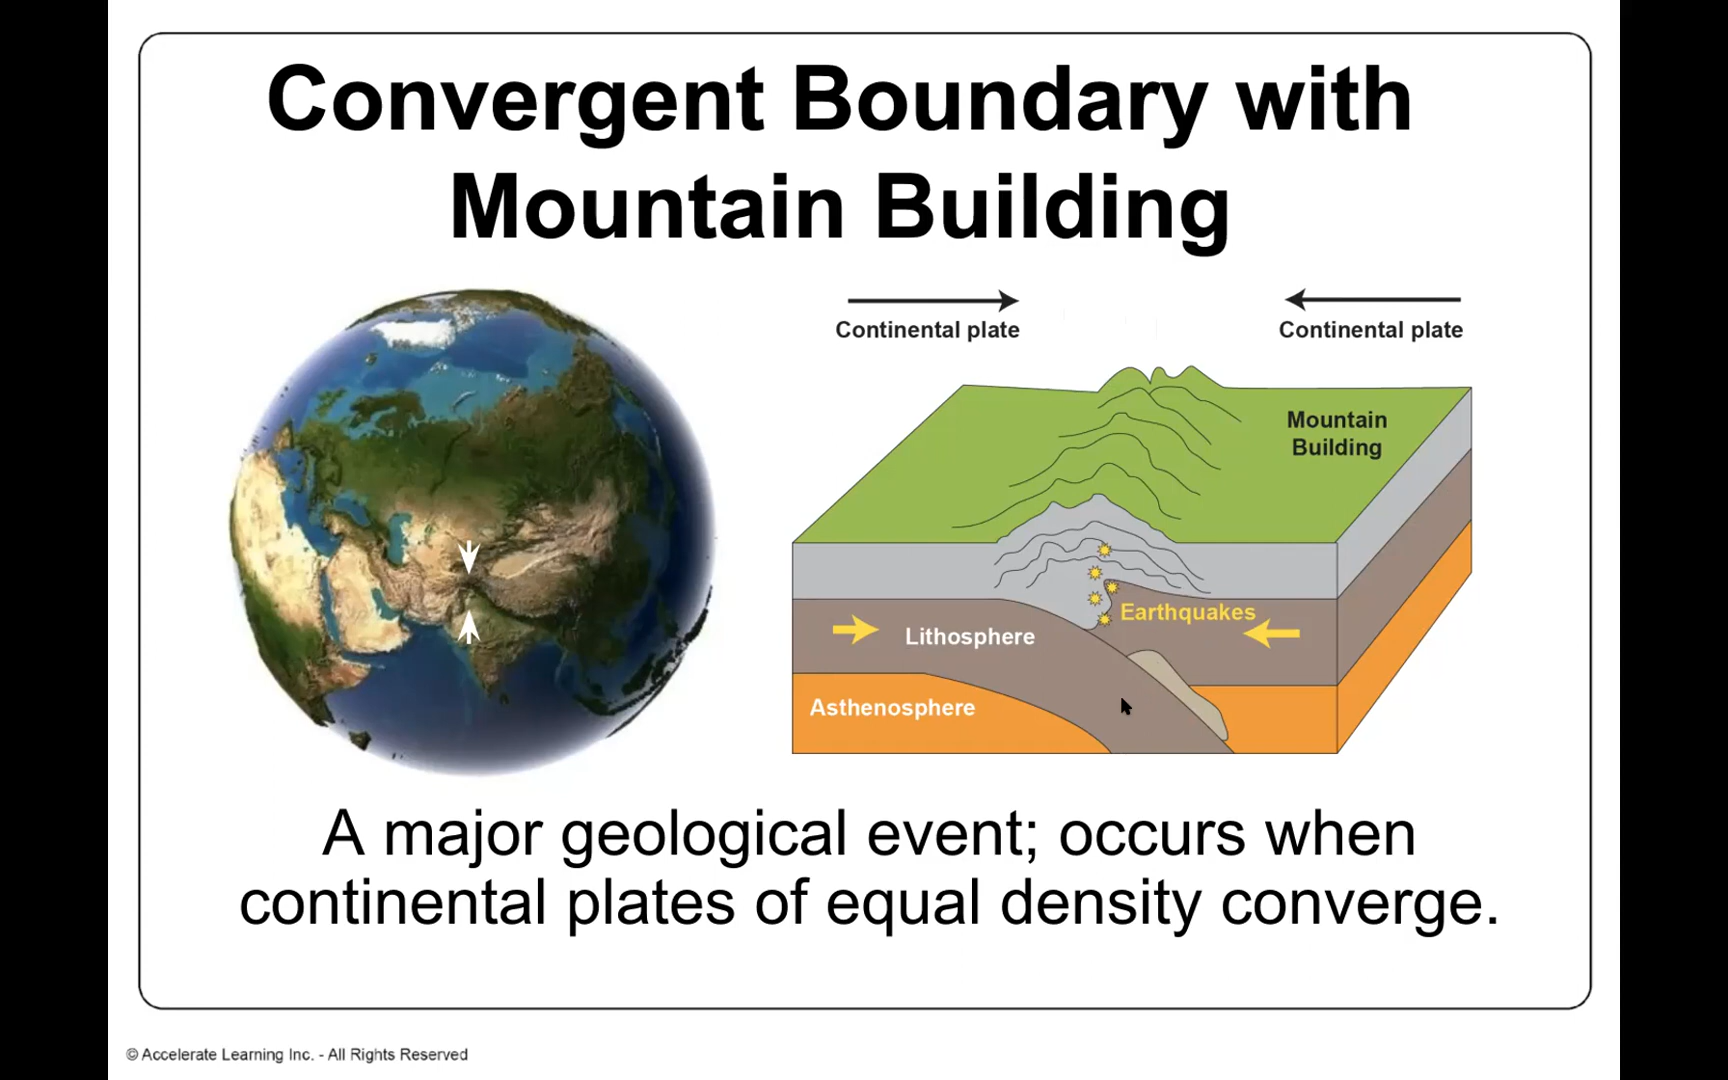 Convergent Boundary with
Mountain Building
Continental plate
Continental plate
Mountain
Building
Earthquakes
Lithosphere
Asthenosphere
A major geological event; occurs when
continental plates of equal density converge.
© Accelerate Learning Inc. - All Rights Reserved